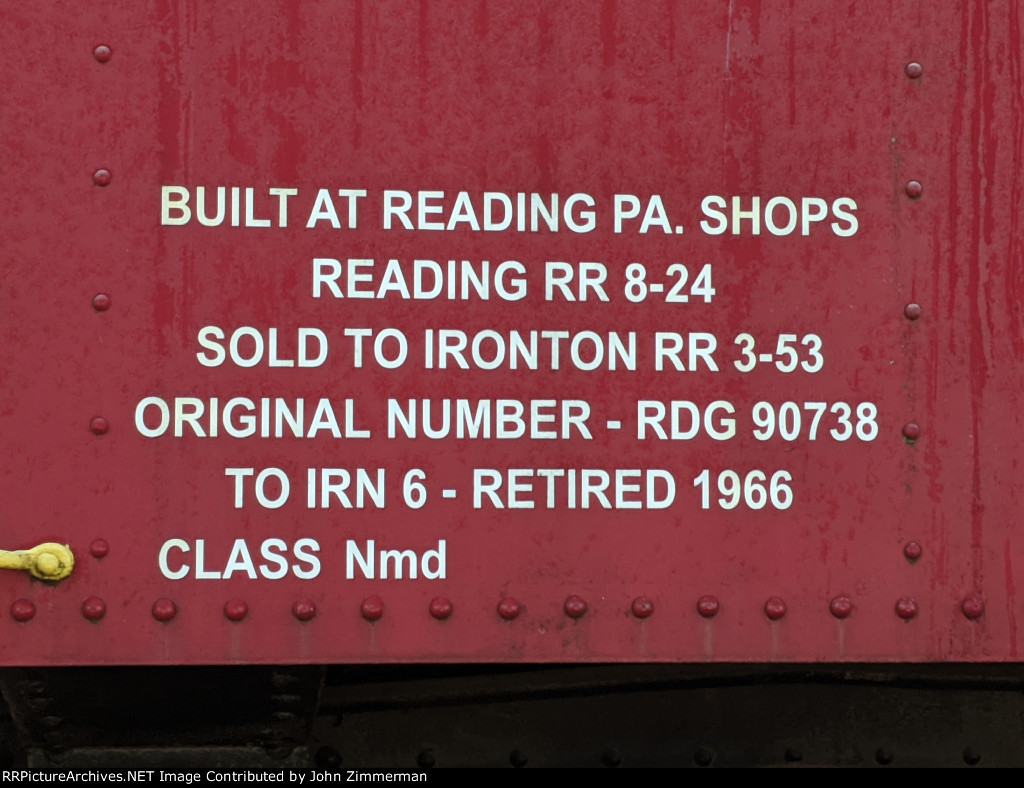 BUILT AT READING PA. SHOPS
READING RR 8-24
SOLD TO IRONTON RR 3-53
ORIGINAL NUMBER - RDG 90738
TO IRN 6 - RETIRED 1966
CLASS Nmd
RRPictureArchives.NET Image Contributed by John Zimmerman